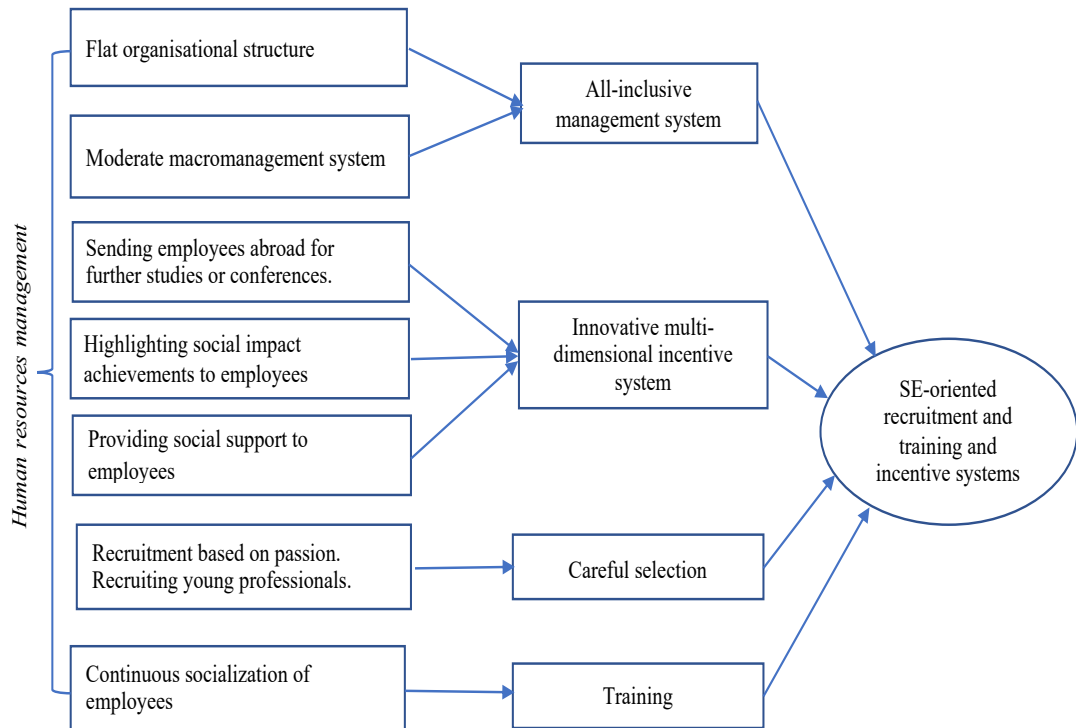 Human resources management
Flat organisational structure
Moderate macromanagement system
Sending employees abroad for
further studies or conferences.
Highlighting social impact
achievements to employees
Providing social support to
employees
Recruitment based on passion.
Recruiting young professionals.
Continuous socialization of
employees
All-inclusive
management system
Innovative multi-
dimensional incentive
system
Careful selection
Training
SE-oriented
recruitment and
training and
incentive systems